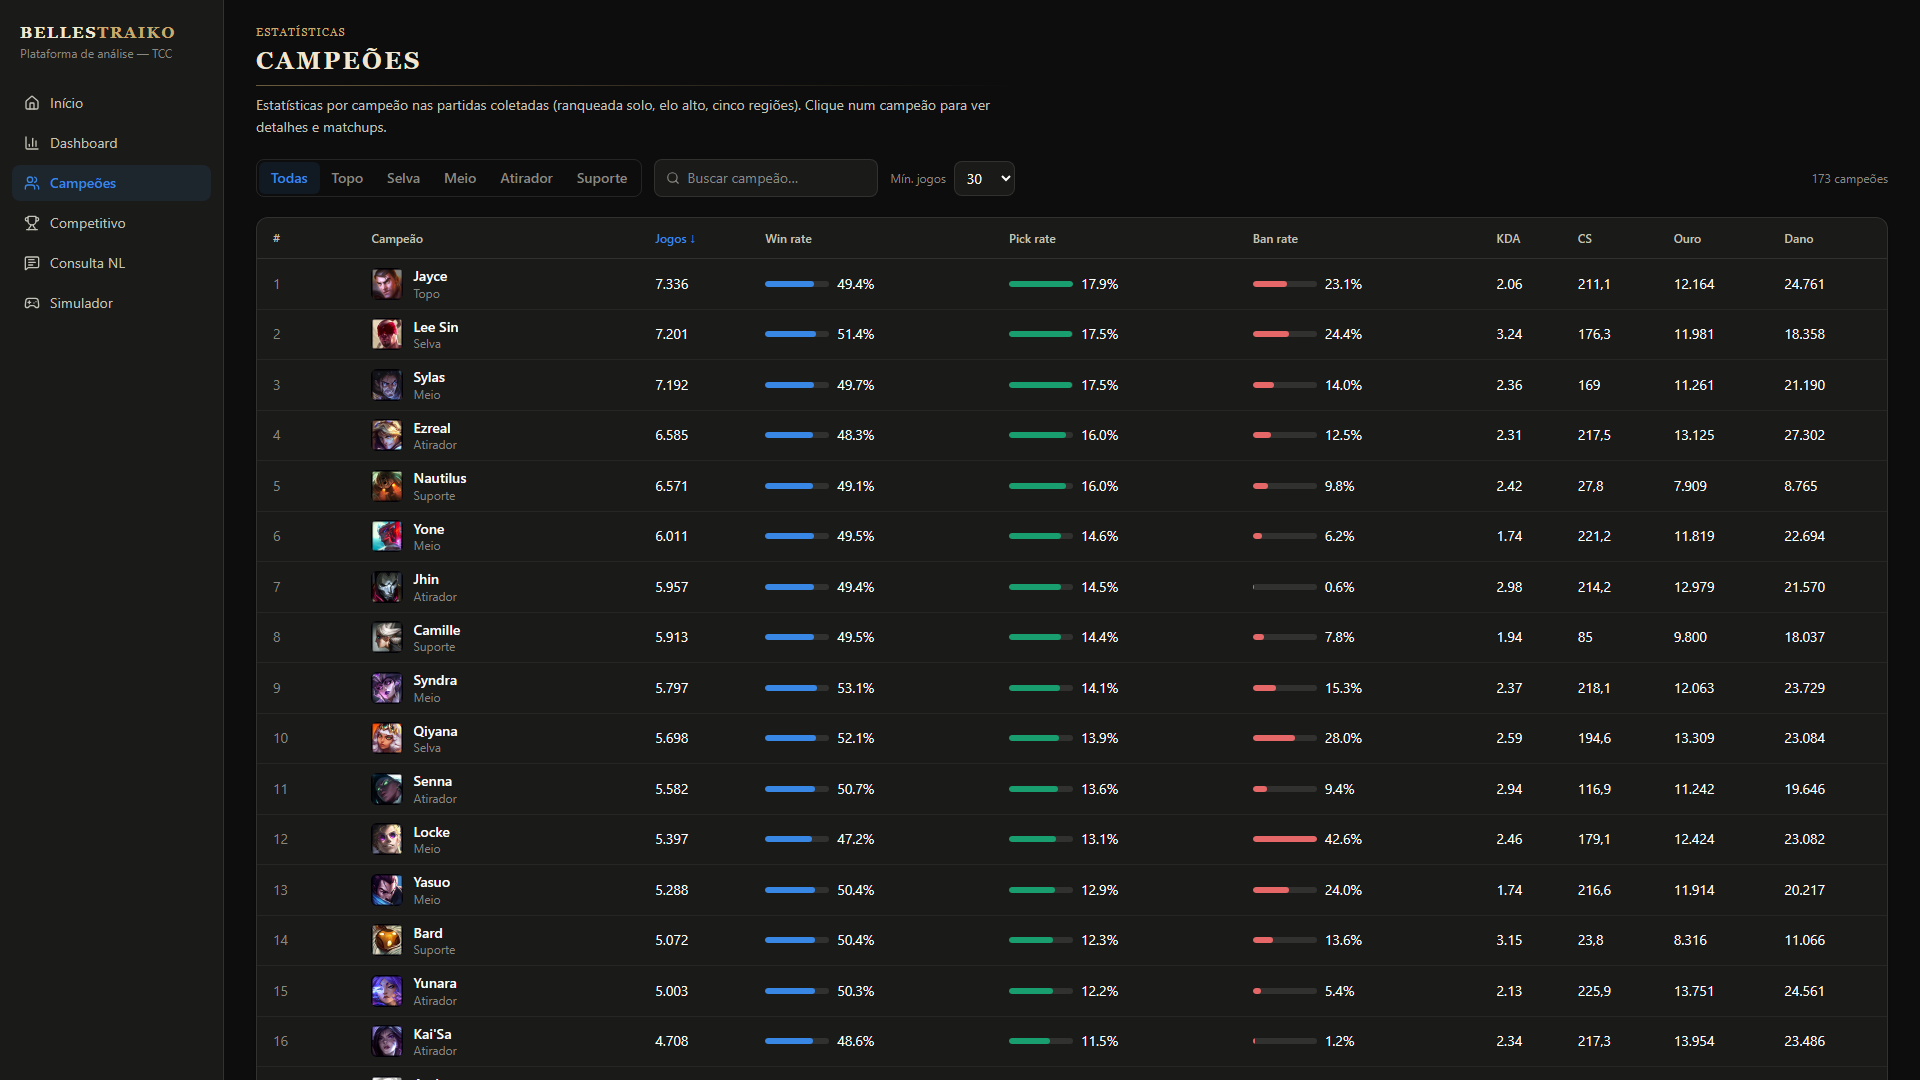 BELLESTRAIKO
Plataforma de análise — TCC
Início
Dashboard
Campeões
Competitivo
Consulta NL
Simulador
ESTATÍSTICAS
CAMPEÕES
Estatísticas por campeão nas partidas coletadas (ranqueada solo, elo alto, cinco regiões). Clique num campeão para ver
detalhes e matchups.
Todas Topo Selva Meio Atirador Suporte Buscar campeão... Mín. jogos 30 173 campeões
# Campeão Jogos ↓ Win rate Pick rate Ban rate KDA CS Ouro Dano
1 Jayce 7.336 49.4% 17.9% 23.1% 2.06 211,1 12.164 24.761
Topo
2 Lee Sin 7.201 51.4% 17.5% 24.4% 3.24 176,3 11.981 18.358
Selva
3 Sylas 7.192 49.7% 17.5% 14.0% 2.36 169 11.261 21.190
Meio
4 Ezreal 6.585 48.3% 16.0% 12.5% 2.31 217,5 13.125 27.302
Atirador
5 Nautilus 6.571 49.1% 16.0% 9.8% 2.42 27,8 7.909 8.765
Suporte
6 Yone 6.011 49.5% 14.6% 6.2% 1.74 221,2 11.819 22.694
Meio
7 Jhin 5.957 49.4% 14.5% 0.6% 2.98 214,2 12.979 21.570
Atirador
8 Camille 5.913 49.5% 14.4% 7.8% 1.94 85 9.800 18.037
Suporte
9 Syndra 5.797 53.1% 14.1% 15.3% 2.37 218,1 12.063 23.729
Meio
10 Qiyana 5.698 52.1% 13.9% 28.0% 2.59 194,6 13.309 23.084
Selva
11 Senna 5.582 50.7% 13.6% 9.4% 2.94 116,9 11.242 19.646
Atirador
12 Locke 5.397 47.2% 13.1% 42.6% 2.46 179,1 12.424 23.082
Meio
13 Yasuo 5.288 50.4% 12.9% 24.0% 1.74 216,6 11.914 20.217
Meio
14 Bard 5.072 50.4% 12.3% 13.6% 3.15 23,8 8.316 11.066
Suporte
15 Yunara 5.003 50.3% 12.2% 5.4% 2.13 225,9 13.751 24.561
Atirador
16 Kai'Sa 4.708 48.6% 11.5% 1.2% 2.34 217,3 13.954 23.486
Atirador